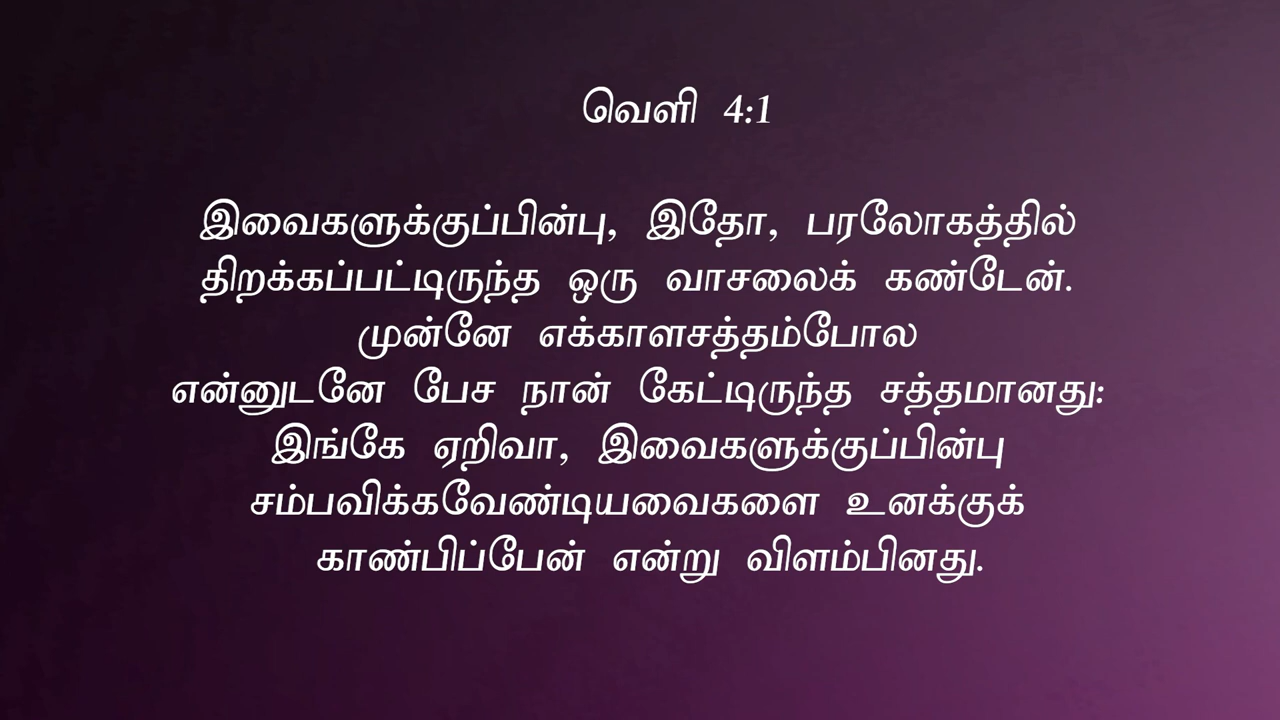 வெளி 4:1
இவைகளுக்குப்பின்பு, இதோ, பரலோகத்தில்
திறக்கப்பட்டிருந்த ஒரு வாசலைக் கண்டேன்.
முன்னே எக்காளசத்தம்போல
என்னுடனே பேச நான் கேட்டிருந்த சத்தமானது:
இங்கே ஏறிவா, இவைகளுக்குப்பின்பு
சம்பவிக்கவேண்டியவைகளை உனக்குக்
காண்பிப்பேன் என்று விளம்பினது.